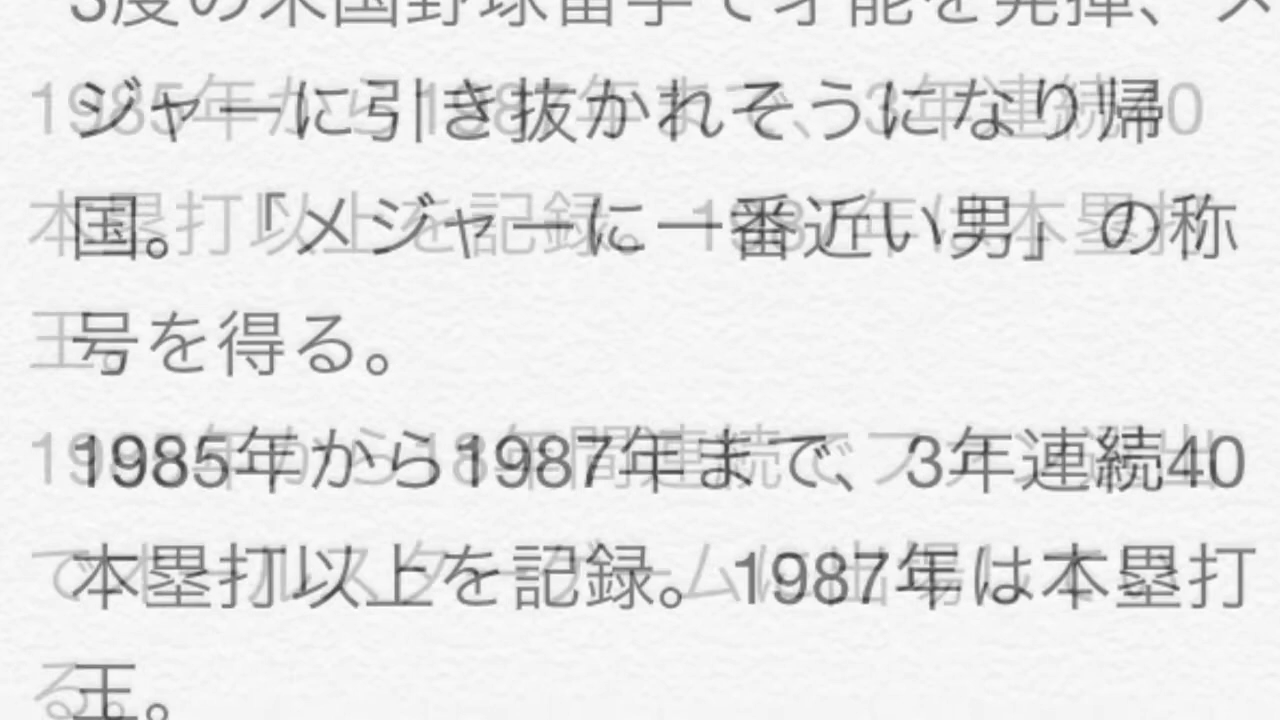 3度の米国野球留学で才能を発揮、メ
ジャーに引き抜かれそうになり帰
国。「メジャーに一番近い男」の称
号を得る。
1985年から1987年まで、3年連続40
本塁打以上を記録。1987年は本塁打
王。